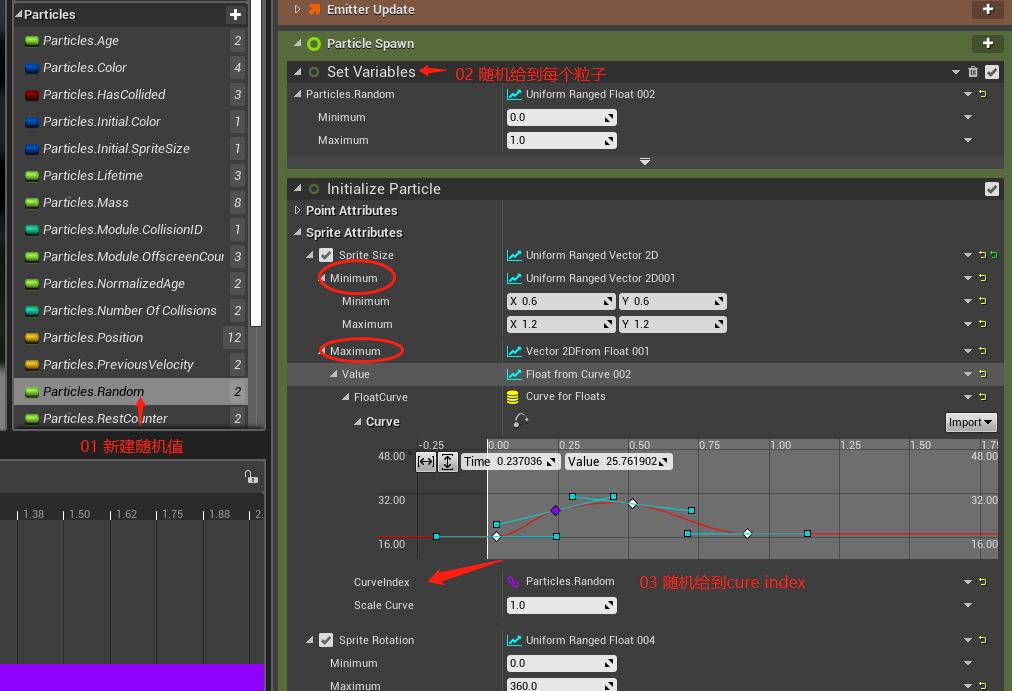 Particles
Particles.Age 2
Particles.Color 4
Particles.HasCollided 3
Particles.Initial.Color 1
Particles.Initial.SpriteSize 1
Particles.Lifetime 3
Particles.Mass 8
Particles.Module.CollisionID 1
Particles.Module.OffscreenCour 3
Particles.NormalizedAge 2
Particles.Number Of Collisions 2
Particles.Position 12
Particles.PreviousVelocity 2
Particles.Random 2
Particles.RestCounter 2
01 新建随机值
1.38 1.50 1.62 1.75 1.88 2.
Emitter Update
Particle Spawn
Set Variables
02 随机给到每个粒子
Particles.Random Uniform Ranged Float 002
Minimum 0.0
Maximum 1.0
Initialize Particle
Point Attributes
Sprite Attributes
Sprite Size Uniform Ranged Vector 2D
Minimum Uniform Ranged Vector 2D001
Minimum X 0.6 Y 0.6
Maximum X 1.2 Y 1.2
Maximum Vector 2DFrom Float 001
Value Float from Curve 002
FloatCurve Curve for Floats
Curve Import
-0.25 0.00 0.25 0.50 0.75 1.00 1.25 1.50 1.75
48.00 Time 0.237036 Value 25.761902 48.00
32.00 32.00
16.00 16.00
CurveIndex Particles.Random 03 随机给到cure index
Scale Curve 1.0
Sprite Rotation Uniform Ranged Float 004
Minimum 0.0
Maximum 360.0